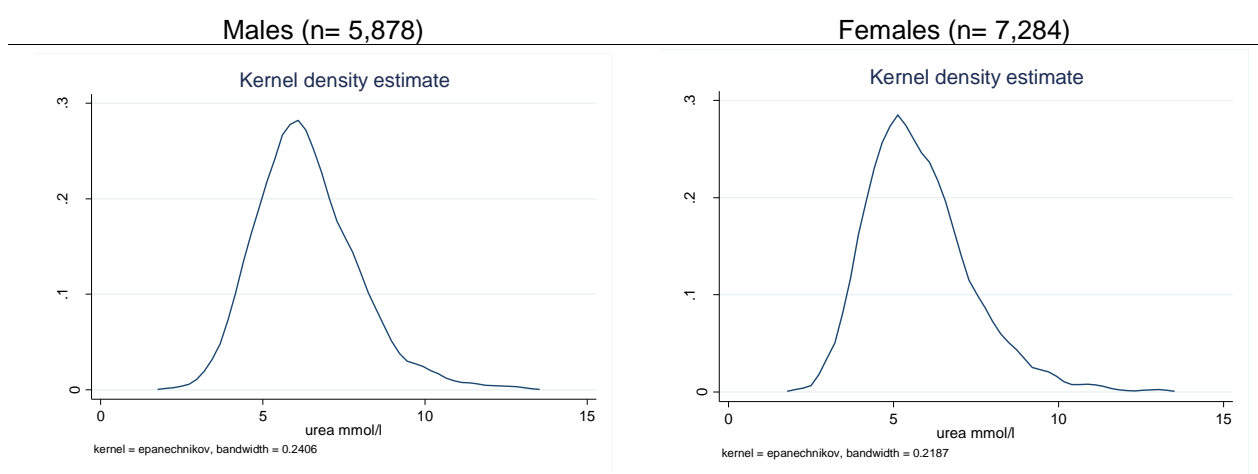 Males (n= 5,878)
Females (n= 7,284)
Kernel density estimate
.3
.2
.1
0
0 5 10 15
urea mmol/l
kernel = epanechnikov, bandwidth = 0.2406
Kernel density estimate
.3
.2
.1
0
0 5 10 15
urea mmol/l
kernel = epanechnikov, bandwidth = 0.2187